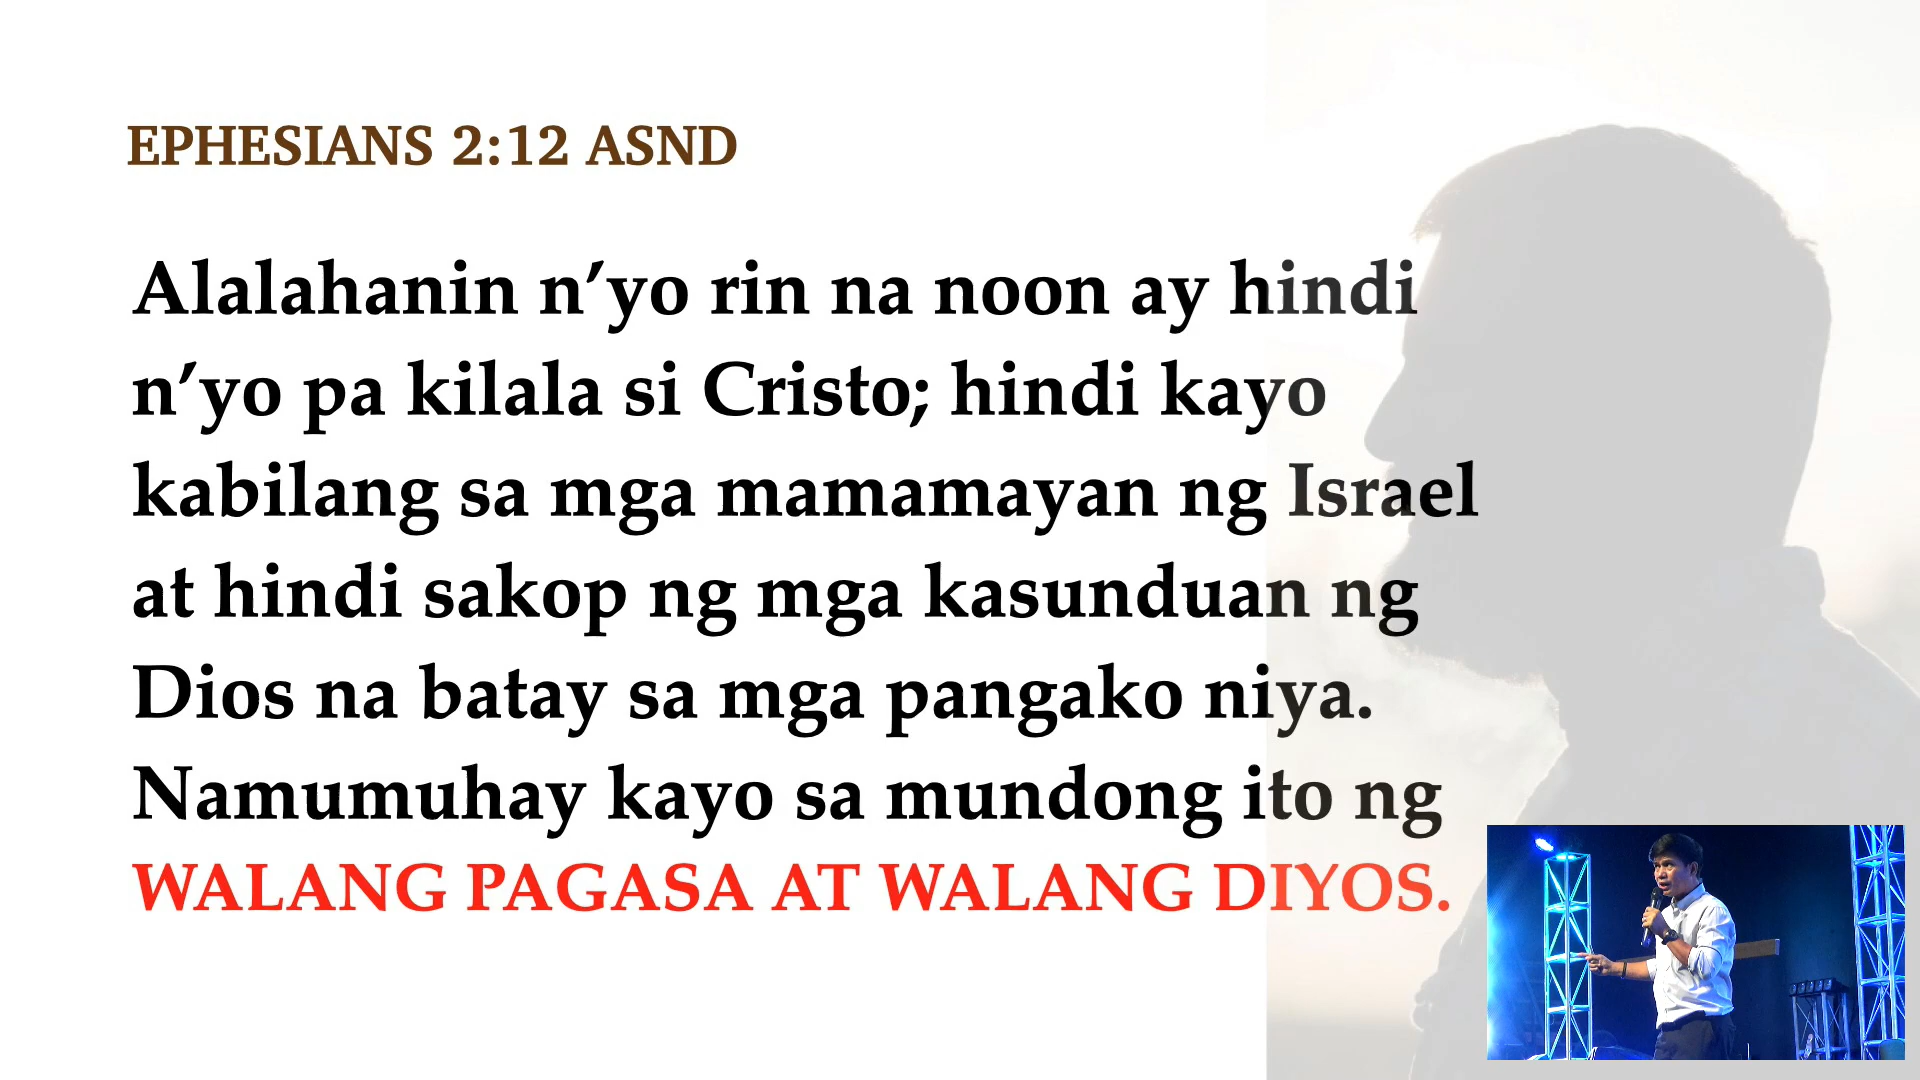 EPHESIANS 2:12 ASND
Alalahanin n’yo rin na noon ay hindi
n’yo pa kilala si Cristo; hindi kayo
kabilang sa mga mamamayan ng Israel
at hindi sakop ng mga kasunduan ng
Dios na batay sa mga pangako niya.
Namumuhay kayo sa mundong ito ng
WALANG PAGASA AT WALANG DIYOS.